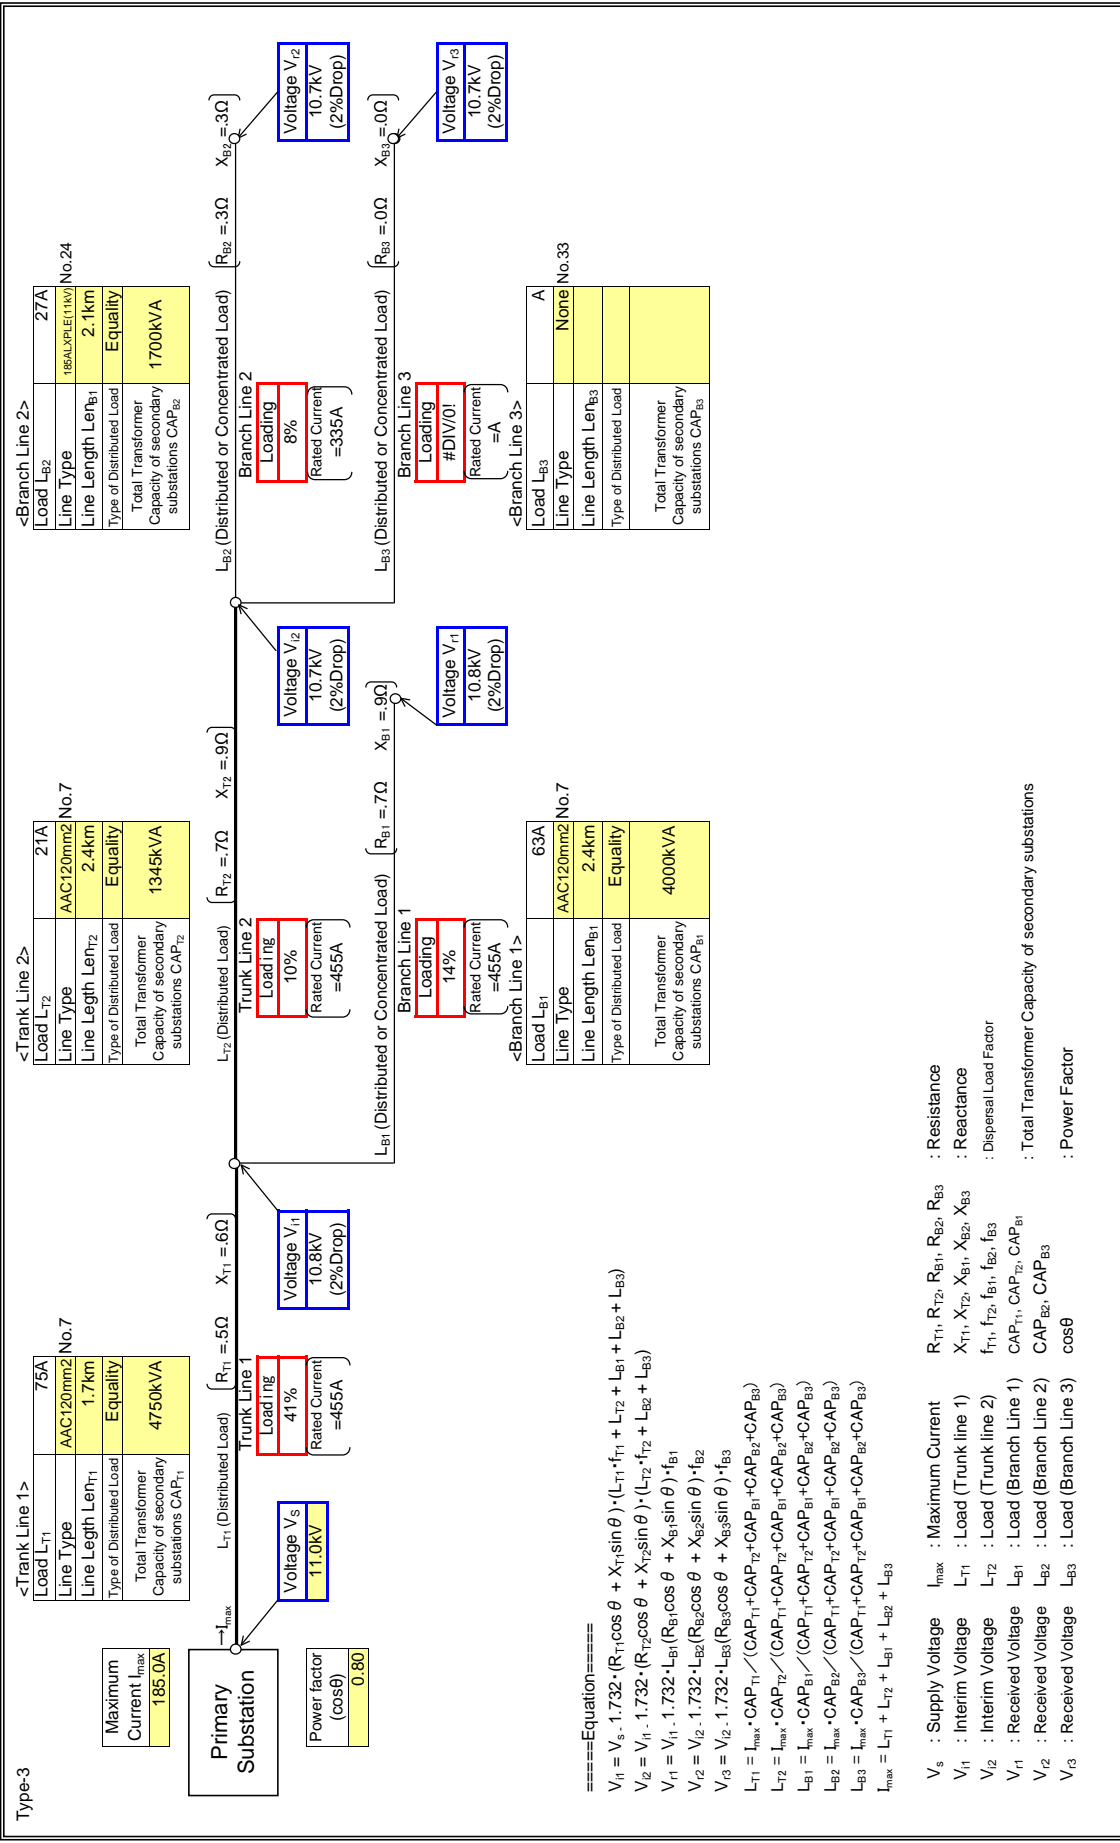 Type-3
Maximum
Current Imax
185.0A
Primary
Substation
Power factor
(cosθ)
0.80
→Imax
Voltage Vs
11.0kV
<Trank Line 1>
Load LT1 75A
Line Type AAC120mm2 No.7
Line Legth LenT1 1.7km
Type of Distributed Load Equality
Total Transformer
Capacity of secondary
substations CAPT1
4750kVA
LT1 (Distributed Load)
RT1 =.5Ω XT1 =.6Ω
Trunk Line 1
Loading
41%
Rated Current
=455A
Voltage Vi1
10.8kV
(2%Drop)
<Trank Line 2>
Load LT2 21A
Line Type AAC120mm2 No.7
Line Legth LenT2 2.4km
Type of Distributed Load Equality
Total Transformer
Capacity of secondary
substations CAPT2
1345kVA
LT2 (Distributed Load)
RT2 =.7Ω XT2 =.9Ω
Trunk Line 2
Loading
10%
Rated Current
=455A
Voltage Vi2
10.7kV
(2%Drop)
LB1 (Distributed or Concentrated Load)
RB1 =.7Ω XB1 =.9Ω
Branch Line 1
Loading
14%
Rated Current
=455A
Voltage Vr1
10.8kV
(2%Drop)
<Branch Line 1>
Load LB1 63A
Line Type AAC120mm2 No.7
Line Length LenB1 2.4km
Type of Distributed Load Equality
Total Transformer
Capacity of secondary
substations CAPB1
4000kVA
<Branch Line 2>
Load LB2 27A
Line Type 185ALXPLE(11kV) No.24
Line Length LenB1 2.1km
Type of Distributed Load Equality
Total Transformer
Capacity of secondary
substations CAPB2
1700kVA
LB2 (Distributed or Concentrated Load)
RB2 =.3Ω XB2 =.3Ω
Branch Line 2
Loading
8%
Rated Current
=335A
Voltage Vr2
10.7kV
(2%Drop)
LB3 (Distributed or Concentrated Load)
RB3 =.0Ω XB3 =.0Ω
Branch Line 3
Loading
#DIV/0!
Rated Current
=A
Voltage Vr3
10.7kV
(2%Drop)
<Branch Line 3>
Load LB3 A
Line Type None No.33
Line Length LenB3
Type of Distributed Load
Total Transformer
Capacity of secondary
substations CAPB3
=====Equation=====
Vi1 = Vs - 1.732・(RT1cos θ + XT1sin θ)・(LT1・fT1 + LT2 + LB1 + LB2 + LB3)
Vi2 = Vi1 - 1.732・(RT2cos θ + XT2sin θ)・(LT2・fT2 + LB2 + LB3)
Vr1 = Vi1 - 1.732・LB1(RB1cos θ + XB1sin θ)・fB1
Vr2 = Vi2 - 1.732・LB2(RB2cos θ + XB2sin θ)・fB2
Vr3 = Vi2 - 1.732・LB3(RB3cos θ + XB3sin θ)・fB3
LT1 = Imax・CAPT1／(CAPT1+CAPT2+CAPB1+CAPB2+CAPB3)
LT2 = Imax・CAPT2／(CAPT1+CAPT2+CAPB1+CAPB2+CAPB3)
LB1 = Imax・CAPB1／(CAPT1+CAPT2+CAPB1+CAPB2+CAPB3)
LB2 = Imax・CAPB2／(CAPT1+CAPT2+CAPB1+CAPB2+CAPB3)
LB3 = Imax・CAPB3／(CAPT1+CAPT2+CAPB1+CAPB2+CAPB3)
Imax = LT1 + LT2 + LB1 + LB2 + LB3
Vs : Supply Voltage Imax : Maximum Current RT1, RT2, RB1, RB2, RB3 : Resistance
Vi1 : Interim Voltage LT1 : Load (Trunk line 1) XT1, XT2, XB1, XB2, XB3 : Reactance
Vi2 : Interim Voltage LT2 : Load (Trunk line 2) fT1, fT2, fB1, fB2, fB3 : Dispersal Load Factor
Vr1 : Received Voltage LB1 : Load (Branch Line 1) CAPT1, CAPT2, CAPB1
Vr2 : Received Voltage LB2 : Load (Branch Line 2) CAPB2, CAPB3 : Total Transformer Capacity of secondary substations
Vr3 : Received Voltage LB3 : Load (Branch Line 3) cosθ : Power Factor